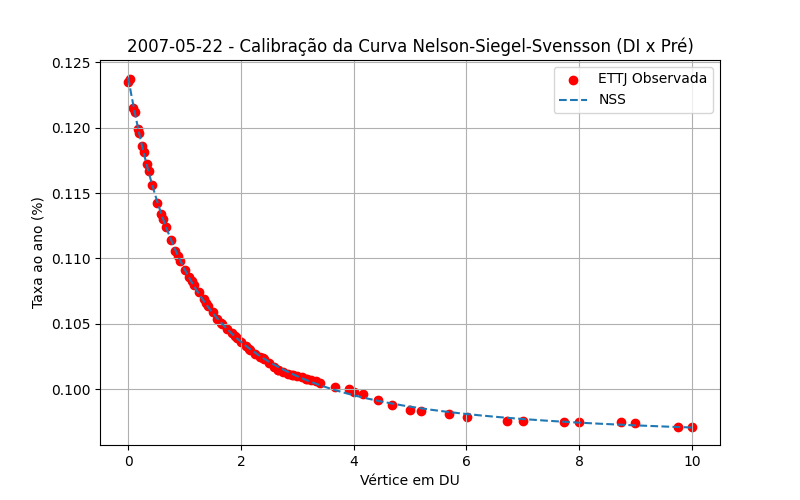 2007-05-22 - Calibração da Curva Nelson-Siegel-Svensson (DI x Pré)
ETTJ Observada
NSS
Taxa ao ano (%)
0.125
0.120
0.115
0.110
0.105
0.100
0
2
4
6
8
10
Vértice em DU